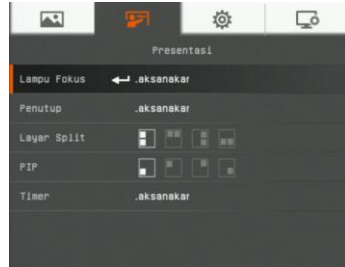 Presentasi
Lampu Fokus .aksanakar
Penutup .aksanakar
Layar Split
PIP
Timer .aksanakar